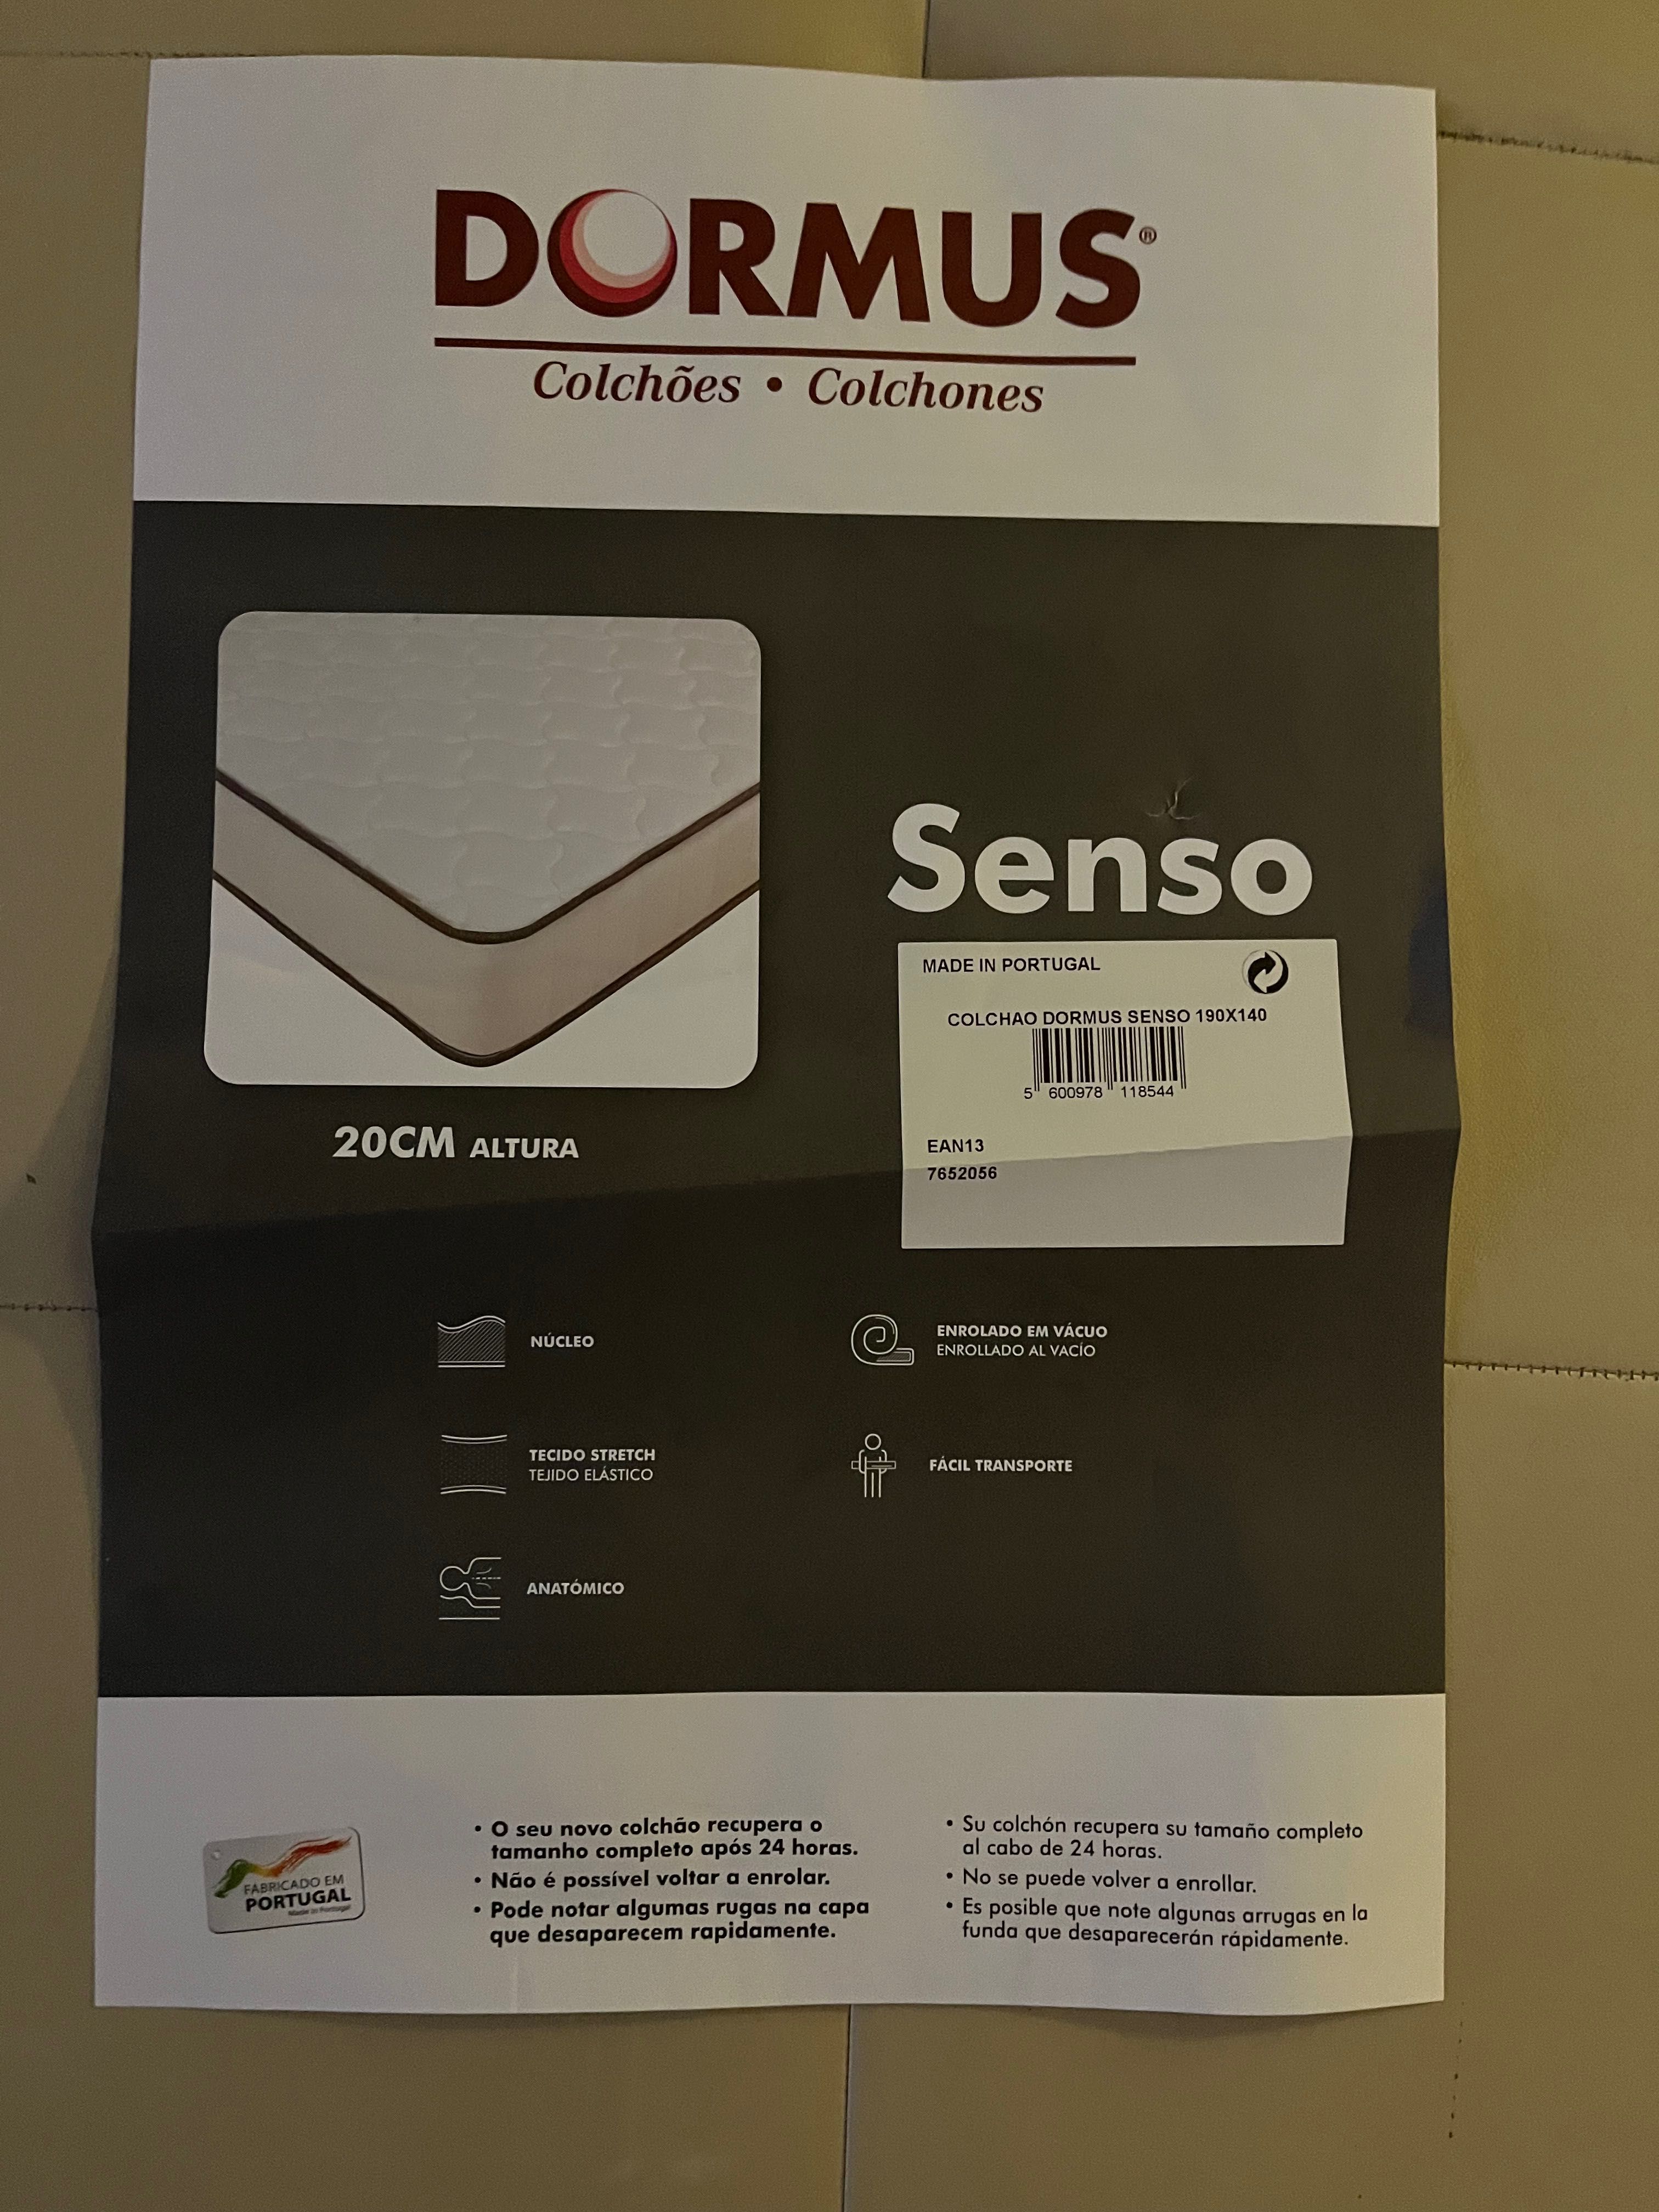 DORMUS®
Colchões • Colchones
Senso
MADE IN PORTUGAL
COLCHAO DORMUS SENSO 190X140
5 600978 118544
EAN13
7652056
20CM ALTURA
NÚCLEO
ENROLADO EM VÁCUO
ENROLLADO AL VACÍO
TECIDO STRETCH
TEJIDO ELÁSTICO
FÁCIL TRANSPORTE
ANATÓMICO
FABRICADO EM
PORTUGAL
Made in Portugal
• O seu novo colchão recupera o
tamanho completo após 24 horas.
• Não é possível voltar a enrolar.
• Pode notar algumas rugas na capa
que desaparecem rapidamente.
• Su colchón recupera su tamaño completo
al cabo de 24 horas.
• No se puede volver a enrollar.
• Es posible que note algunas arrugas en la
funda que desaparecerán rápidamente.